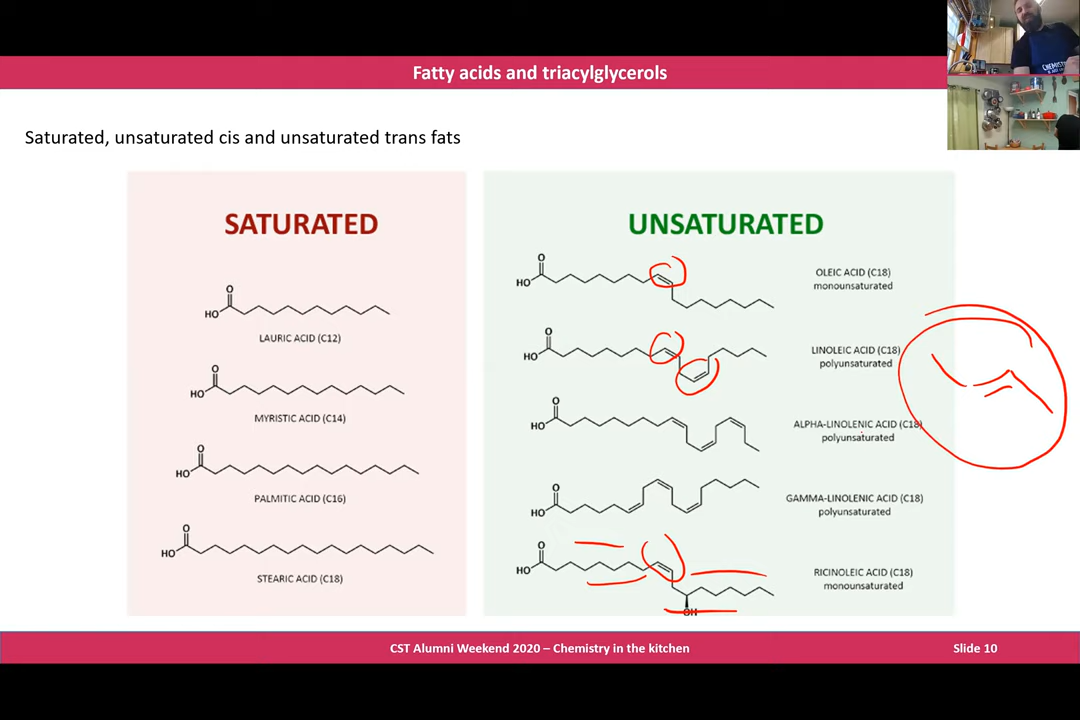 Fatty acids and triacylglycerols
Saturated, unsaturated cis and unsaturated trans fats
SATURATED
O
HO
LAURIC ACID (C12)
O
HO
MYRISTIC ACID (C14)
O
HO
PALMITIC ACID (C16)
O
HO
STEARIC ACID (C18)
UNSATURATED
O
HO
OLEIC ACID (C18)
monounsaturated
O
HO
LINOLEIC ACID (C18)
polyunsaturated
O
HO
ALPHA-LINOLENIC ACID (C18)
polyunsaturated
O
HO
GAMMA-LINOLENIC ACID (C18)
polyunsaturated
O
HO
OH
RICINOLEIC ACID (C18)
monounsaturated
CST Alumni Weekend 2020 – Chemistry in the kitchen
Slide 10